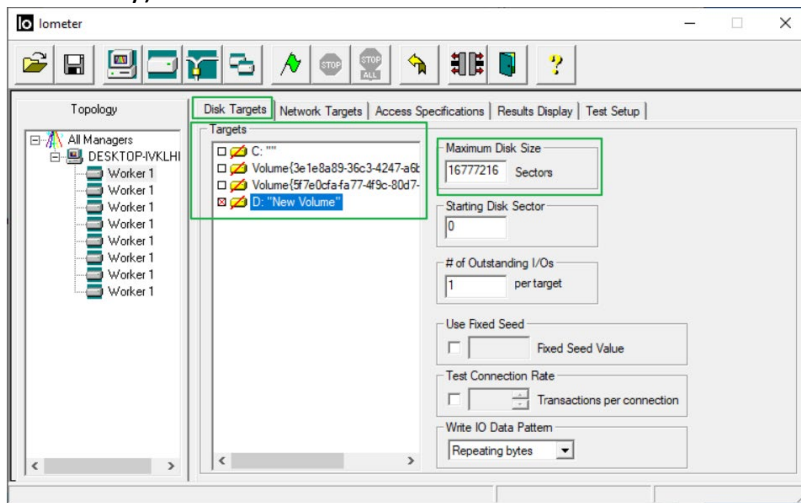 Iometer
STOP
STOP
ALL
?
Topology
All Managers
DESKTOP-IVKLHI
Worker 1
Worker 1
Worker 1
Worker 1
Worker 1
Worker 1
Worker 1
Worker 1
Disk Targets
Network Targets
Access Specifications
Results Display
Test Setup
Targets
C: ""
Volume{3e1e8a89-36c3-4247-a6b
Volume{5f7e0cfa-fa77-4f9c-80d7-
D: "New Volume"
Maximum Disk Size
16777216 Sectors
Starting Disk Sector
0
# of Outstanding I/Os
1 per target
Use Fixed Seed
Fixed Seed Value
Test Connection Rate
Transactions per connection
Write IO Data Pattern
Repeating bytes